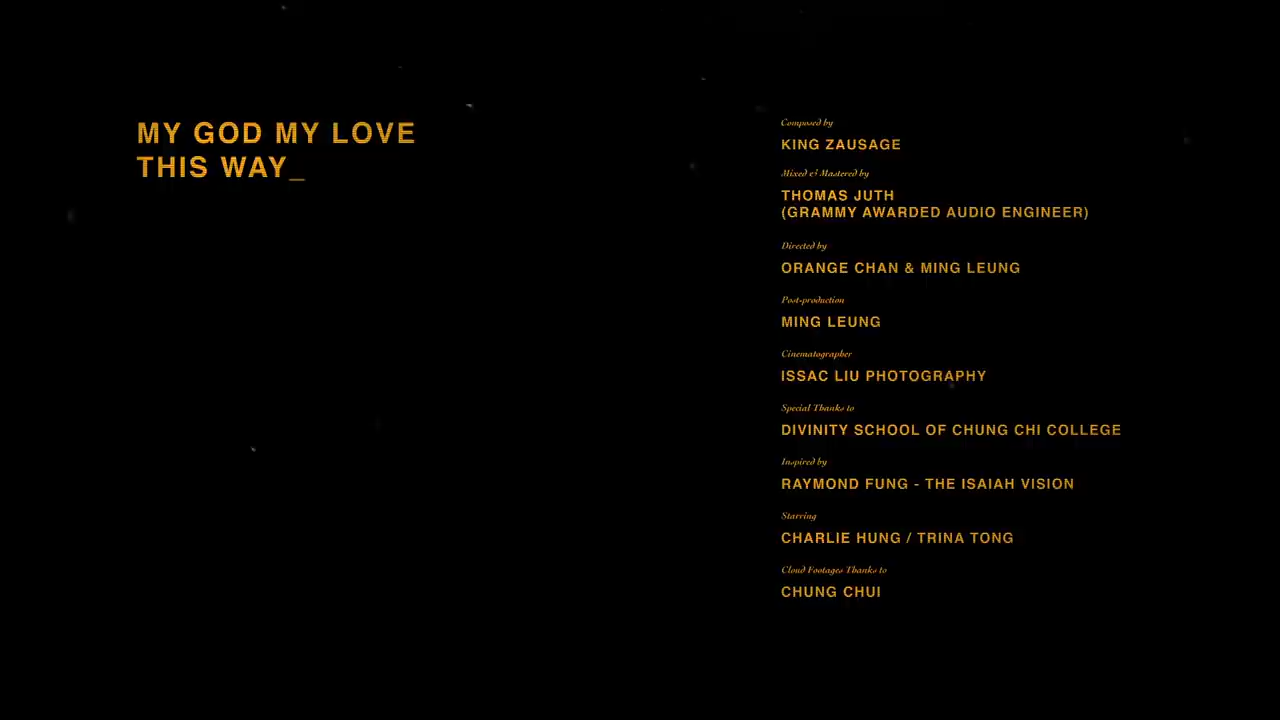 MY GOD MY LOVE
THIS WAY_
Composed by
KING ZAUSAGE
Mixed & Mastered by
THOMAS JUTH
(GRAMMY AWARDED AUDIO ENGINEER)
Directed by
ORANGE CHAN & MING LEUNG
Post-production
MING LEUNG
Cinematographer
ISSAC LIU PHOTOGRAPHY
Special Thanks to
DIVINITY SCHOOL OF CHUNG CHI COLLEGE
Inspired by
RAYMOND FUNG - THE ISAIAH VISION
Starring
CHARLIE HUNG / TRINA TONG
Cloud Footages Thanks to
CHUNG CHUI